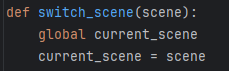 def switch_scene(scene):
    global current_scene
    current_scene = scene